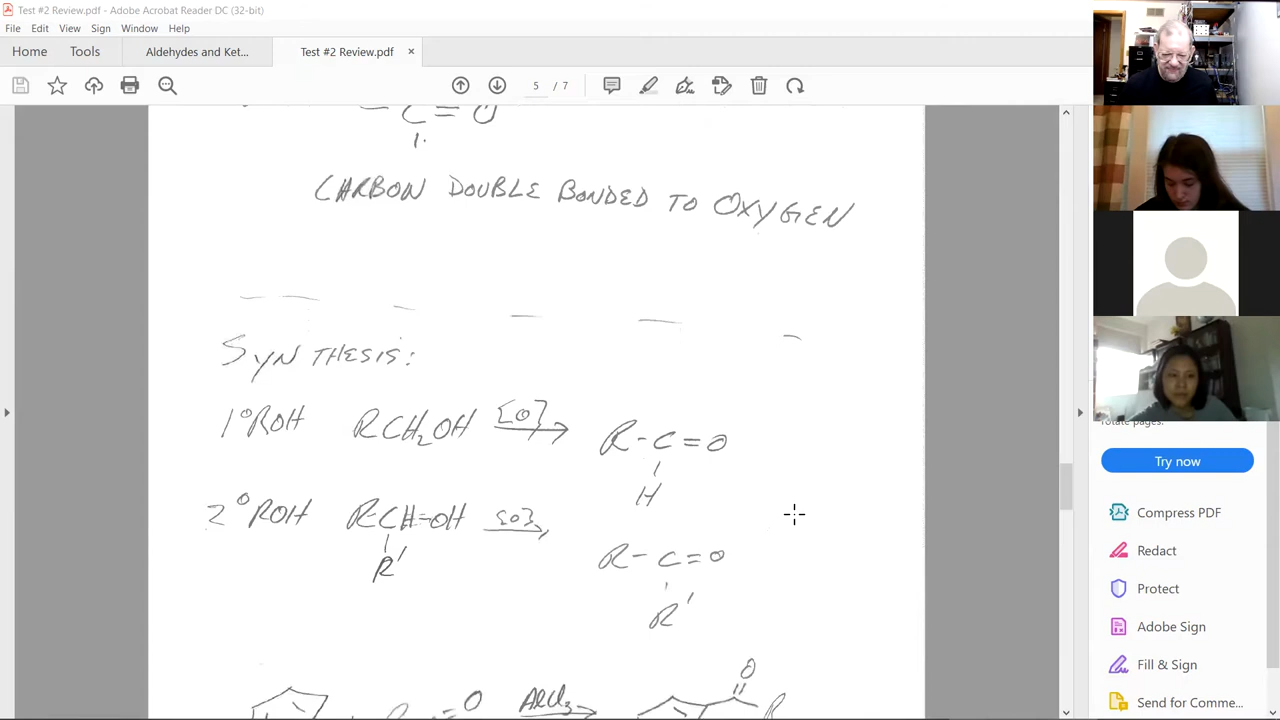 Test #2 Review.pdf - Adobe Acrobat Reader DC (32-bit)
File Edit View Sign Window Help
Home Tools Aldehydes and Ket... Test #2 Review.pdf ×
5 / 7
C = O
CARBON DOUBLE BONDED TO OXYGEN
SYNTHESIS:
1° ROH RCH2OH [O] → R-C=O
H
2° ROH RCH-OH [O] →
R'
R-C=O
R'
O
O AlCl3 → R
Try now
Compress PDF
Redact
Protect
Adobe Sign
Fill & Sign
Send for Comme...